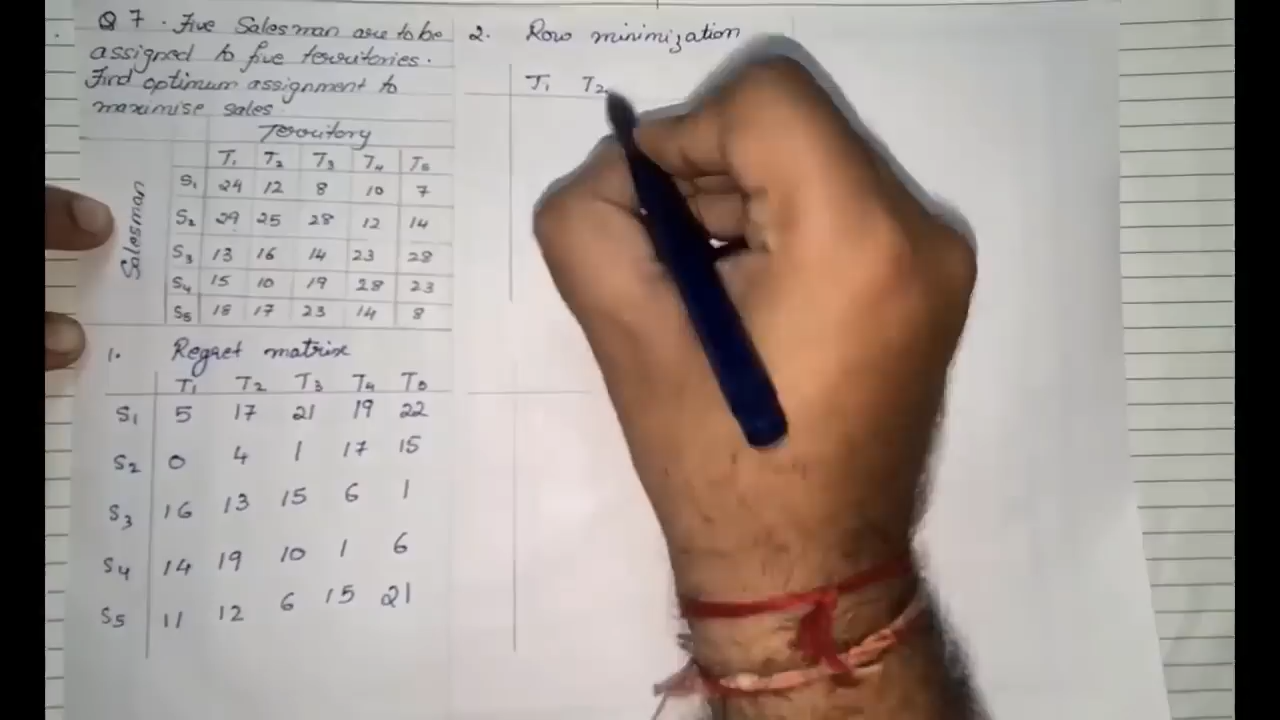 Q 7. Five Salesman are to be
assigned to five territories.
Find optimum assignment to
maximise sales
Territory
Salesman
T1 T2 T3 T4 T5
S1 24 12 8 10 7
S2 29 25 28 12 14
S3 13 16 14 23 28
S4 15 10 19 28 23
S5 18 17 23 14 8
1. Regret matrix
T1 T2 T3 T4 T5
S1 5 17 21 19 22
S2 0 4 1 17 15
S3 16 13 15 6 1
S4 14 19 10 1 6
S5 11 12 6 15 21
2. Row minimization
T1 T2